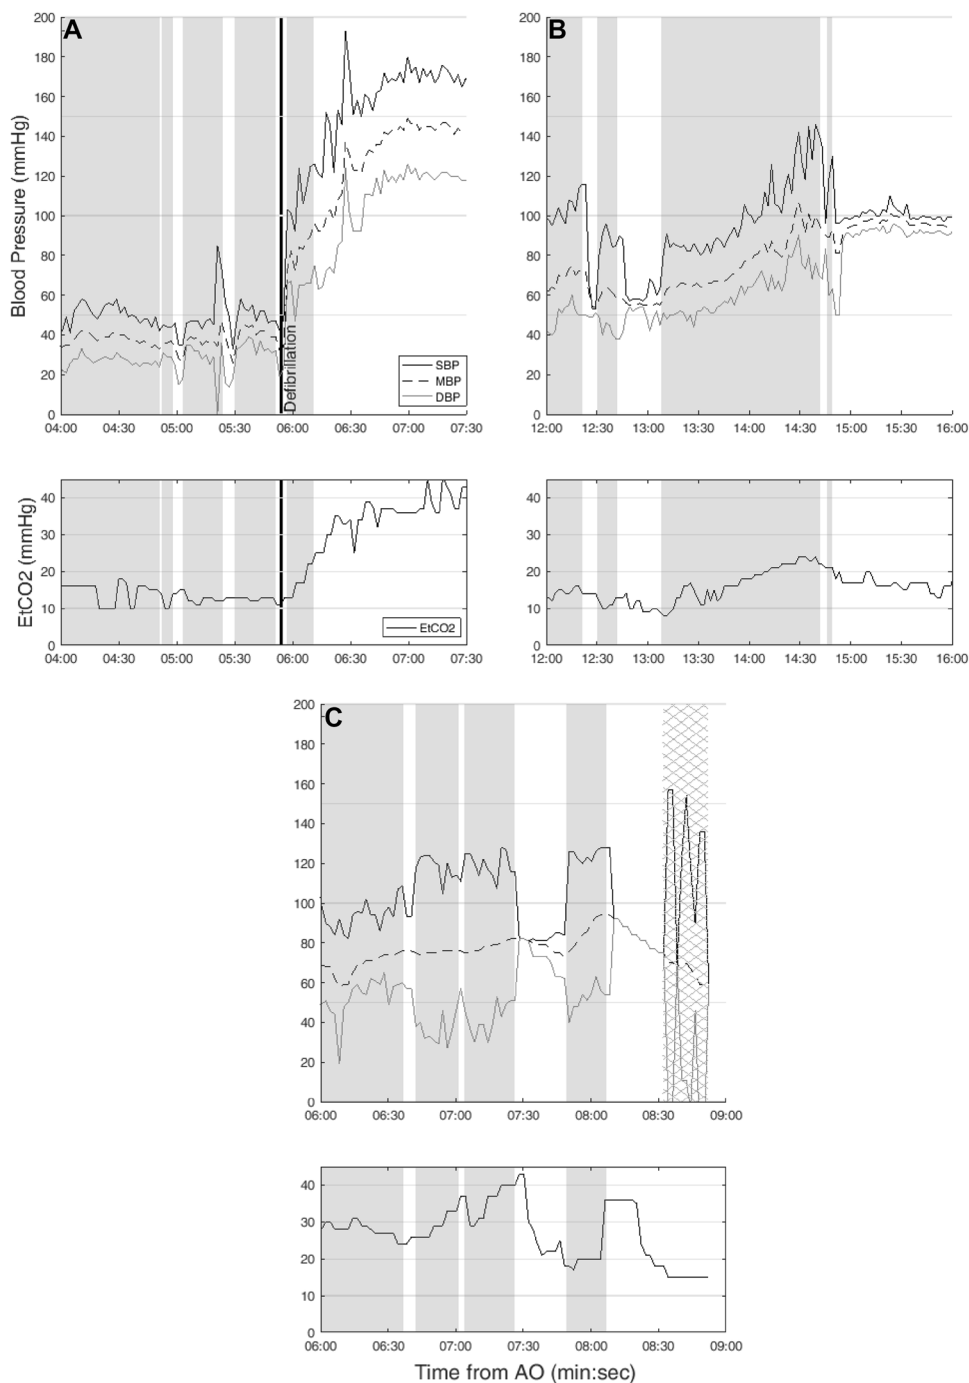 A
B
Blood Pressure (mmHg)
200
180
160
140
120
100
80
60
40
20
0
Defibrillation
SBP
MBP
DBP
04:00 04:30 05:00 05:30 06:00 06:30 07:00 07:30
200
180
160
140
120
100
80
60
40
20
0
12:00 12:30 13:00 13:30 14:00 14:30 15:00 15:30 16:00
EtCO2 (mmHg)
40
30
20
10
0
EtCO2
04:00 04:30 05:00 05:30 06:00 06:30 07:00 07:30
40
30
20
10
0
12:00 12:30 13:00 13:30 14:00 14:30 15:00 15:30 16:00
C
200
180
160
140
120
100
80
60
40
20
0
06:00 06:30 07:00 07:30 08:00 08:30 09:00
40
30
20
10
0
06:00 06:30 07:00 07:30 08:00 08:30 09:00
Time from AO (min:sec)